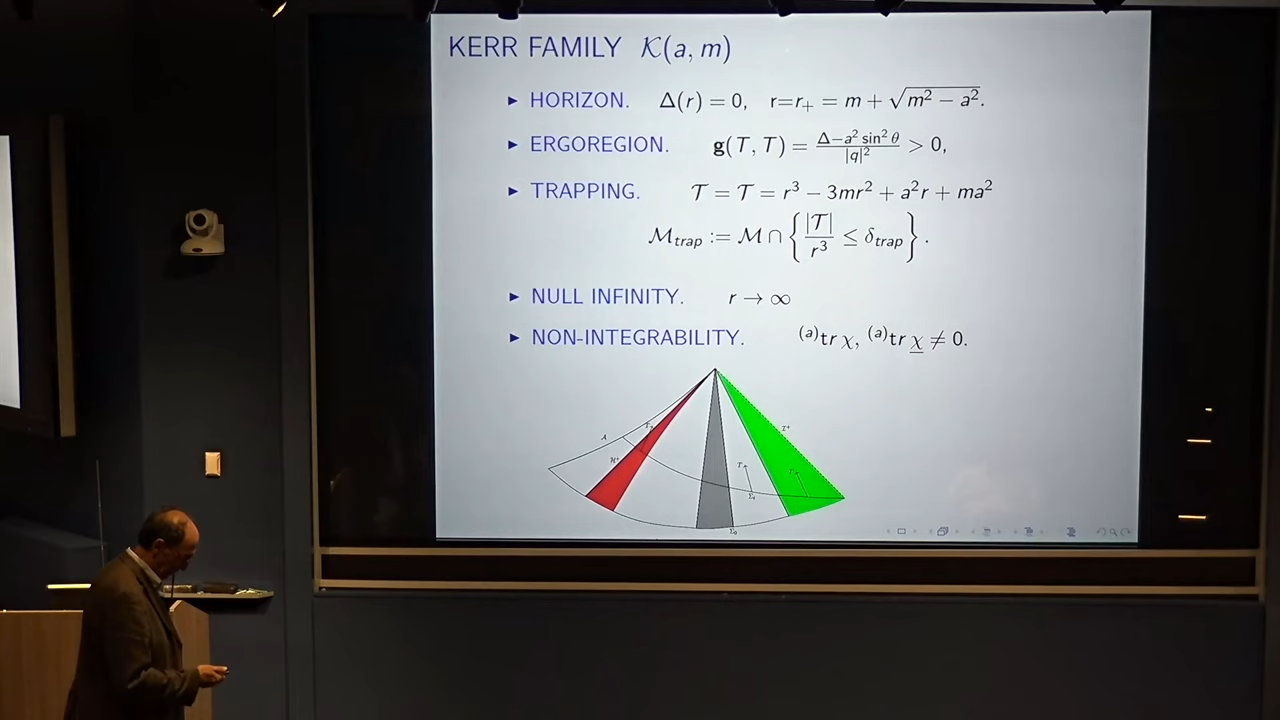 KERR FAMILY 𝒦(a, m)
▶ HORIZON. Δ(r) = 0, r=r₊ = m + √(m² − a²).
▶ ERGOREGION. g(T, T) = (Δ−a² sin² θ)/|q|² > 0,
▶ TRAPPING. 𝒯 = 𝒯 = r³ − 3mr² + a²r + ma²
ℳ_trap := ℳ ∩ { |𝒯|/r³ ≤ δ_trap } .
▶ NULL INFINITY. r → ∞
▶ NON-INTEGRABILITY. ⁽ᵃ⁾tr χ, ⁽ᵃ⁾tr χ̲ ≠ 0.
𝒜
ℋ⁺
ℐ⁺
Σ₀